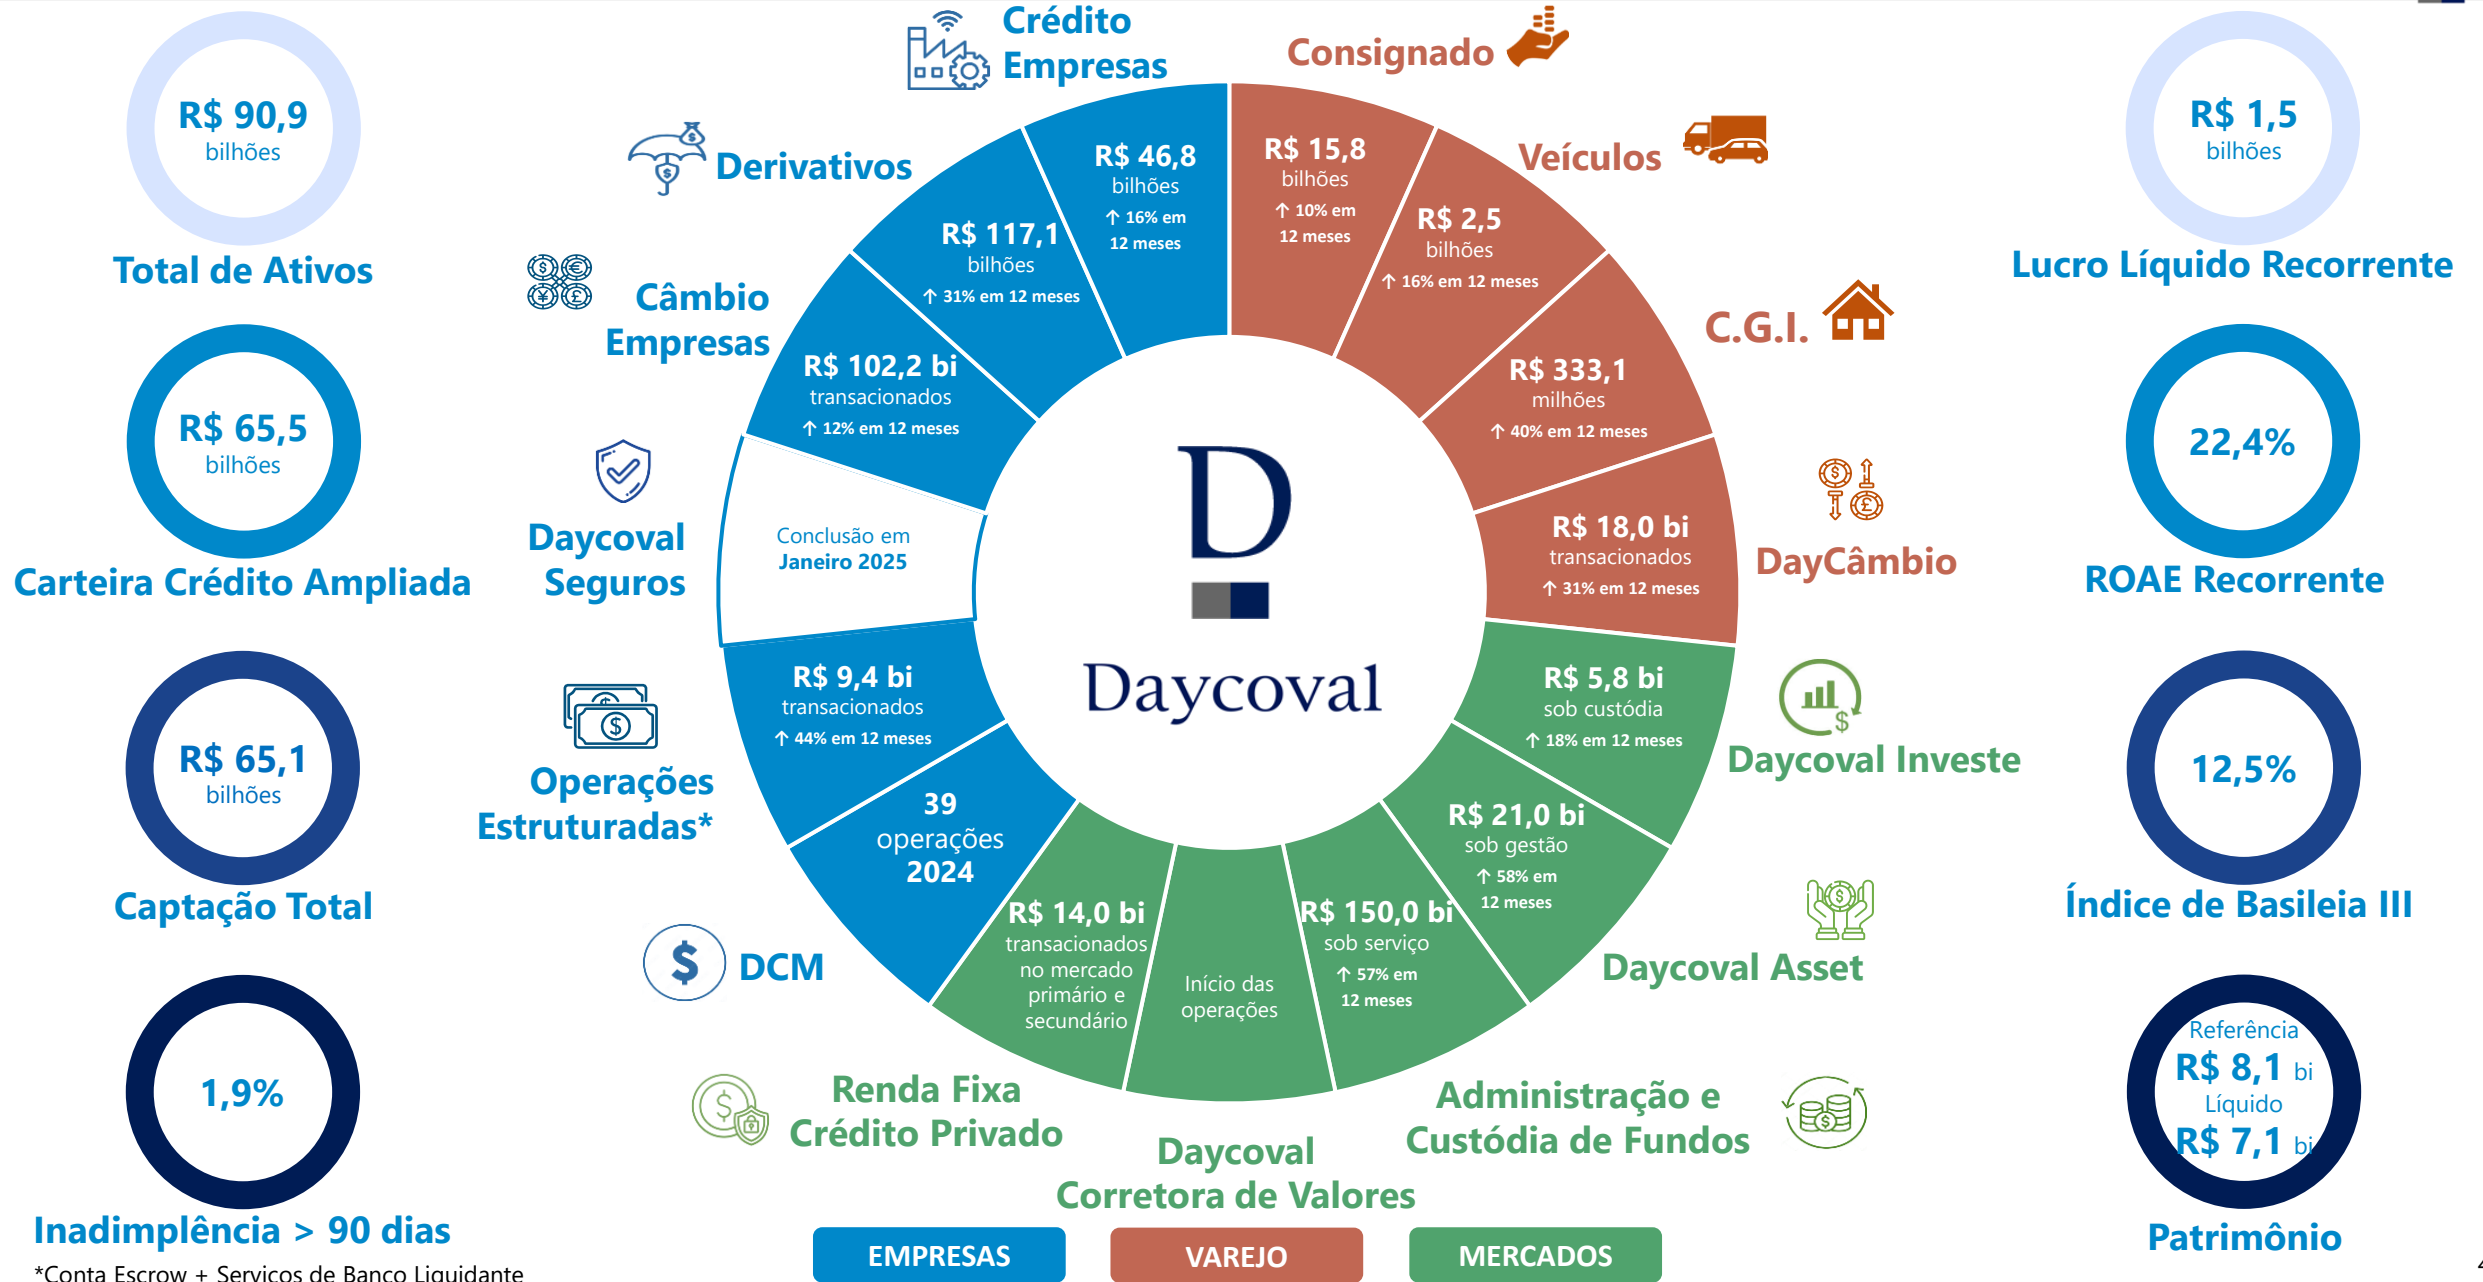 R$ 90,9
bilhões
Total de Ativos
R$ 65,5
bilhões
Carteira Crédito Ampliada
R$ 65,1
bilhões
Captação Total
1,9%
Inadimplência > 90 dias
*Conta Escrow + Serviços de Banco Liquidante
Crédito
Empresas
R$ 46,8
bilhões
↑ 16% em
12 meses
Derivativos
R$ 117,1
bilhões
↑ 31% em 12 meses
Câmbio
Empresas
R$ 102,2 bi
transacionados
↑ 12% em 12 meses
Daycoval
Seguros
Conclusão em
Janeiro 2025
Operações
Estruturadas*
R$ 9,4 bi
transacionados
↑ 44% em 12 meses
DCM
39
operações
2024
Renda Fixa
Crédito Privado
R$ 14,0 bi
transacionados
no mercado
primário e
secundário
Daycoval
Corretora de Valores
Início das
operações
Administração e
Custódia de Fundos
R$ 150,0 bi
sob serviço
↑ 57% em
12 meses
Daycoval Asset
R$ 21,0 bi
sob gestão
↑ 58% em
12 meses
Daycoval Investe
R$ 5,8 bi
sob custódia
↑ 18% em 12 meses
DayCâmbio
R$ 18,0 bi
transacionados
↑ 31% em 12 meses
C.G.I.
R$ 333,1
milhões
↑ 40% em 12 meses
Veículos
R$ 2,5
bilhões
↑ 16% em 12 meses
Consignado
R$ 15,8
bilhões
↑ 10% em
12 meses
D
Daycoval
EMPRESAS
VAREJO
MERCADOS
R$ 1,5
bilhões
Lucro Líquido Recorrente
22,4%
ROAE Recorrente
12,5%
Índice de Basileia III
Referência
R$ 8,1 bi
Líquido
R$ 7,1 bi
Patrimônio